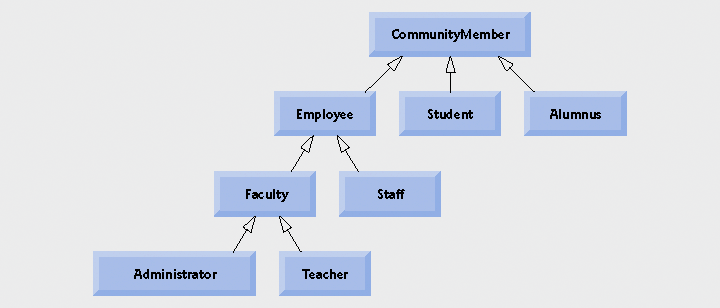 CommunityMember
Employee
Student
Alumnus
Faculty
Staff
Administrator
Teacher